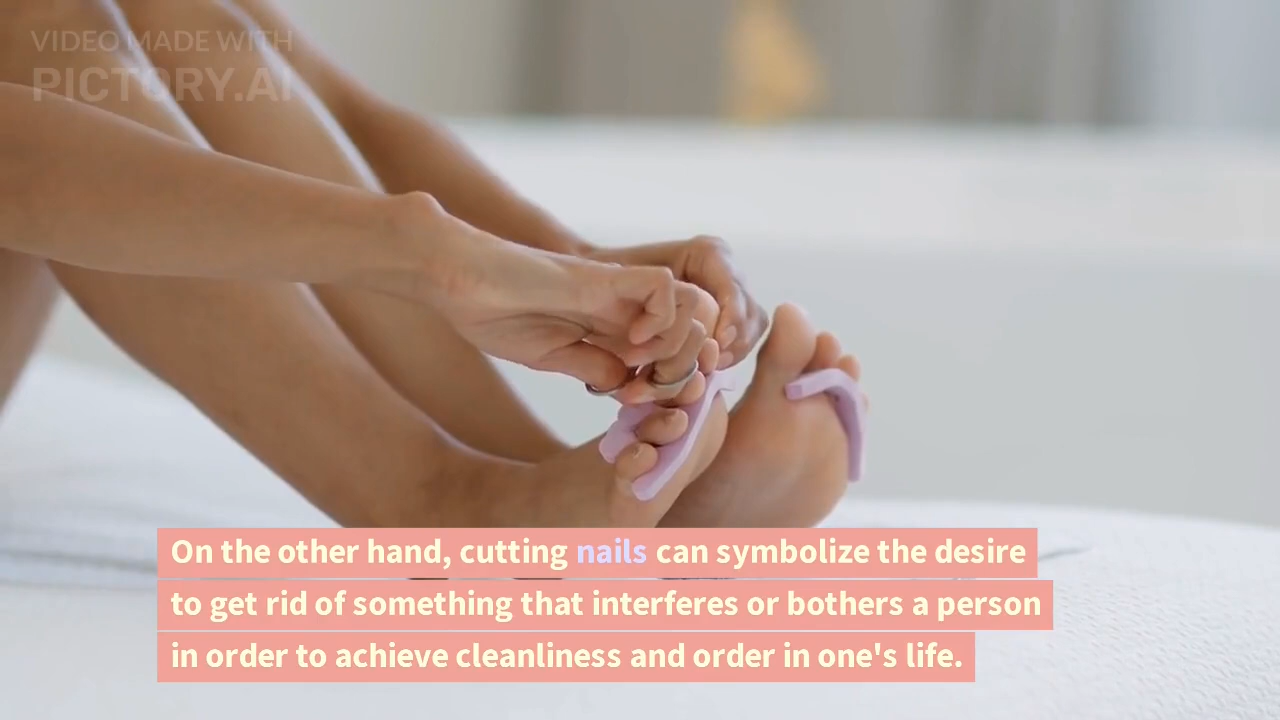 VIDEO MADE WITH
PICTORY.AI
On the other hand, cutting nails can symbolize the desire
to get rid of something that interferes or bothers a person
in order to achieve cleanliness and order in one's life.